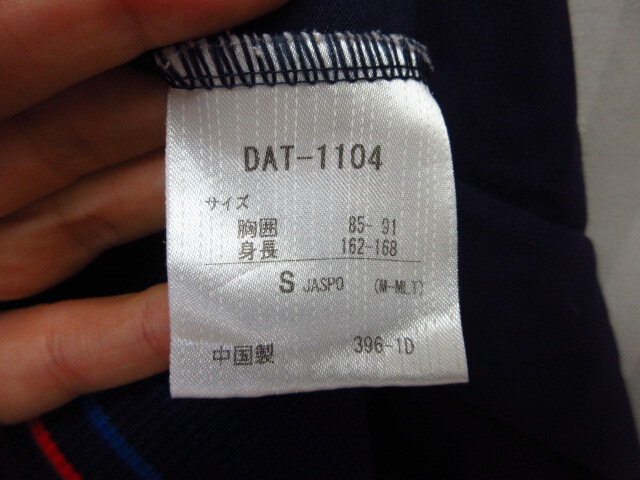 DAT-1104
サイズ
胸囲 85-91
身長 162-168
S JASPO (M-MLT)
中国製 396-1D